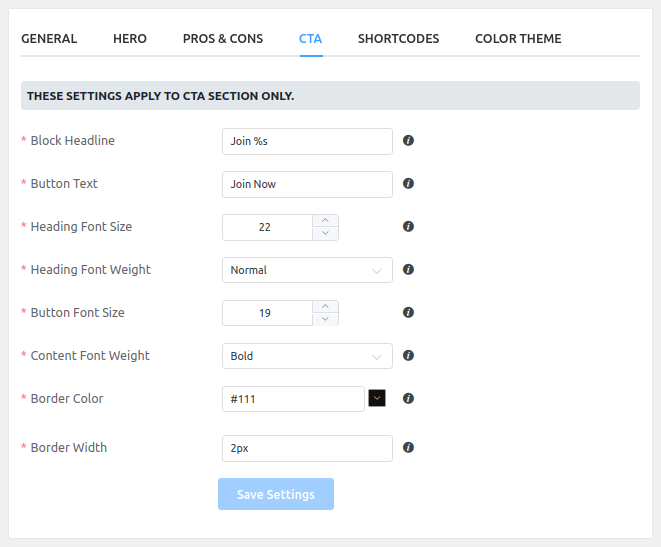 GENERAL HERO PROS & CONS CTA SHORTCODES COLOR THEME
THESE SETTINGS APPLY TO CTA SECTION ONLY.
* Block Headline Join %s i
* Button Text Join Now i
* Heading Font Size 22 i
* Heading Font Weight Normal i
* Button Font Size 19 i
* Content Font Weight Bold i
* Border Color #111 i
* Border Width 2px i
Save Settings